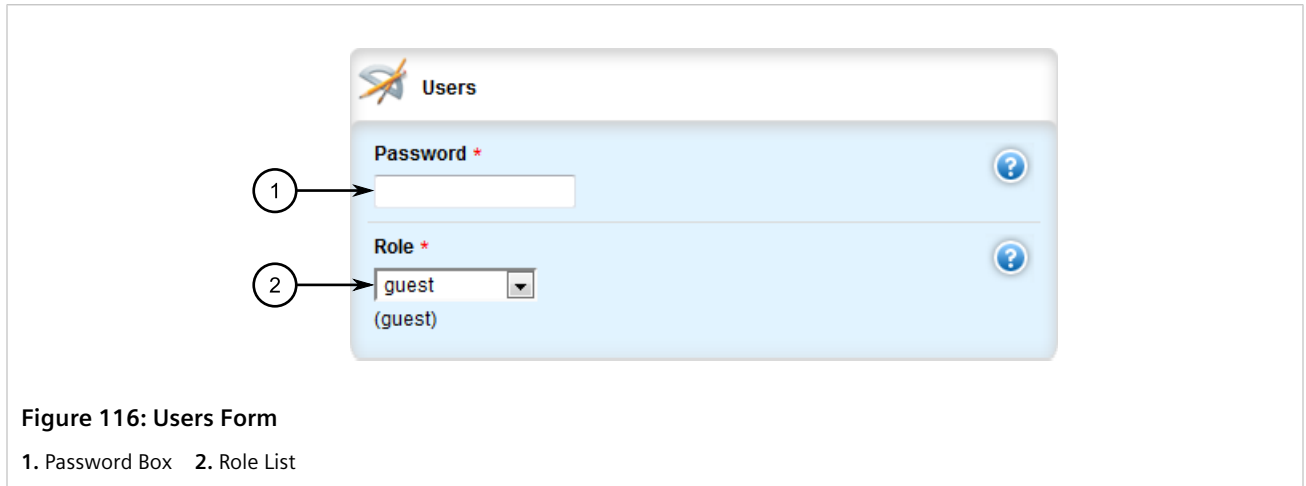 Users
Password *
1
Role *
2
guest
(guest)
Figure 116: Users Form
1. Password Box 2. Role List